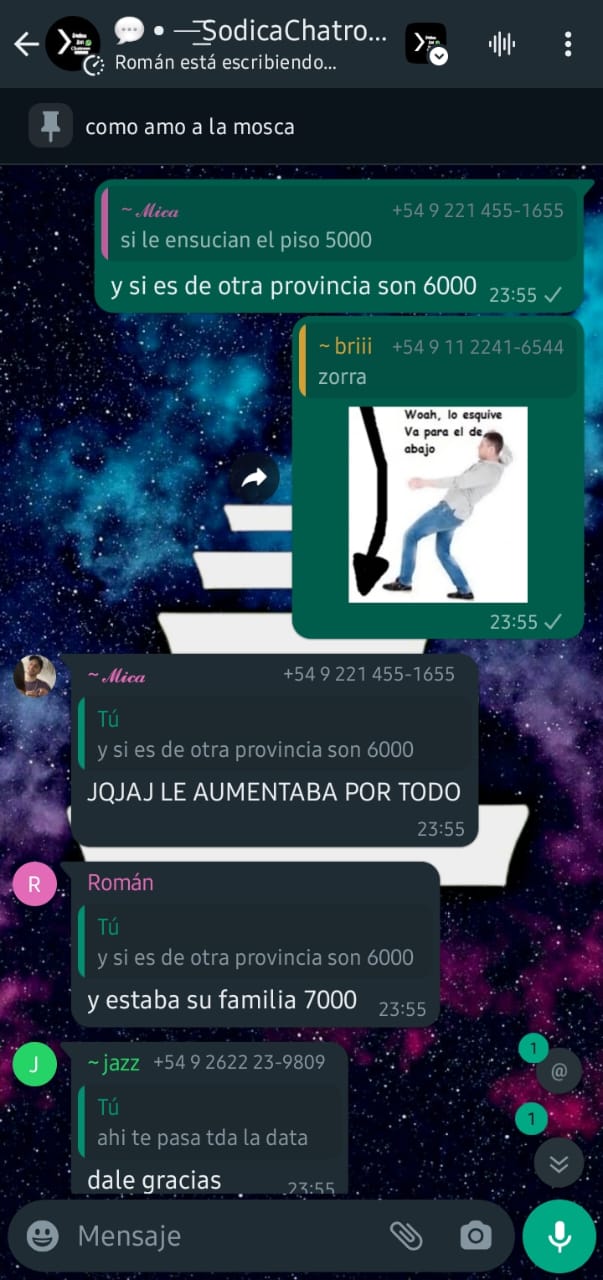 💬 • —͟͞SodicaChatro...
Román está escribiendo...
como amo a la mosca
~ 𝓜𝓲𝓬𝓪 +54 9 221 455-1655
si le ensucian el piso 5000
y si es de otra provincia son 6000 23:55
~ briii +54 9 11 2241-6544
zorra
Woah, lo esquive
Va para el de
abajo
23:55
~ 𝓜𝓲𝓬𝓪 +54 9 221 455-1655
Tú
y si es de otra provincia son 6000
JQJAJ LE AUMENTABA POR TODO
23:55
R
Román
Tú
y si es de otra provincia son 6000
y estaba su familia 7000 23:55
J
~ jazz +54 9 2622 23-9809
Tú
ahi te pasa tda la data
dale gracias 23:55
1
@
1
Mensaje